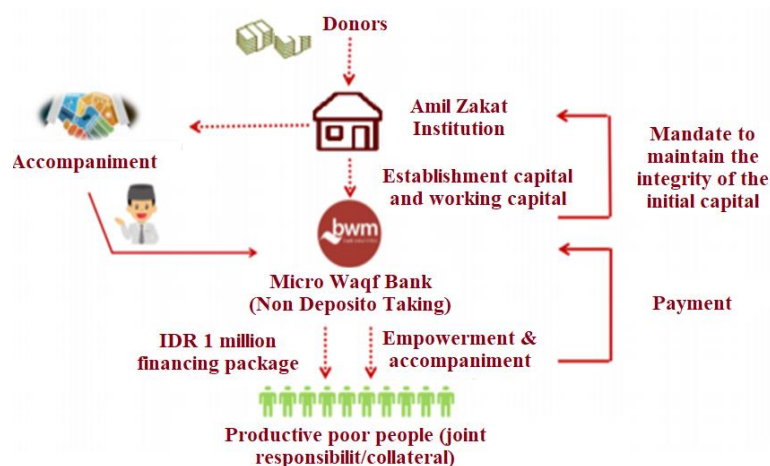 Donors
Amil Zakat
Institution
Accompaniment
Mandate to
maintain the
integrity of the
initial capital
Establishment capital
and working capital
bwm
Micro Waqf Bank
(Non Deposito Taking)
Payment
IDR 1 million
financing package
Empowerment &
accompaniment
Productive poor people (joint
responsibilit/collateral)